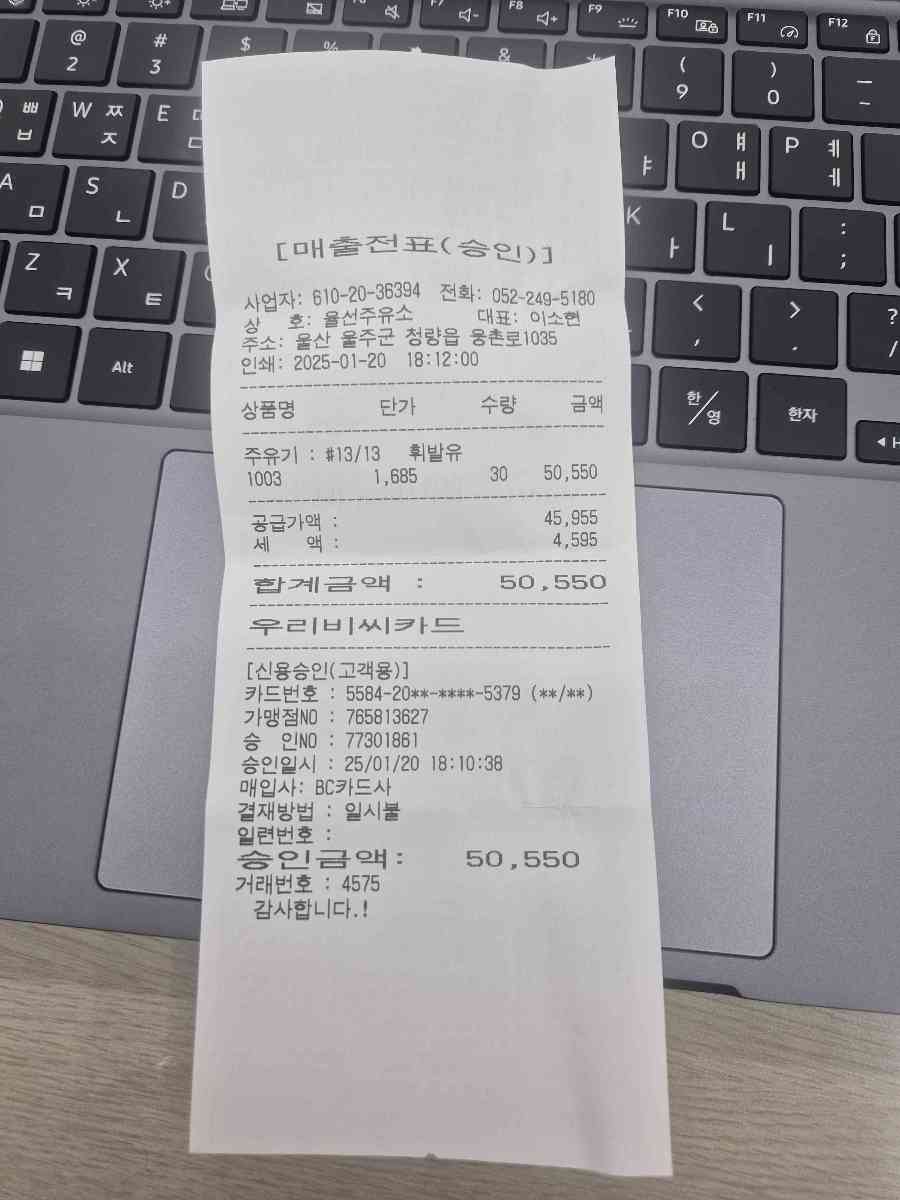 [매출전표(승인)]
사업자: 610-20-36394 전화: 052-249-5180
상 호: 율선주유소 대표: 이소현
주소: 울산 울주군 청량읍 웅촌로1035
인쇄: 2025-01-20 18:12:00
상품명 단가 수량 금액
주유기 : #13/13 휘발유
1003 1,685 30 50,550
공급가액 : 45,955
세 액 : 4,595
합계금액 : 50,550
우리비씨카드
[신용승인(고객용)]
카드번호 : 5584-20**-****-5379 (**/**)
가맹점NO : 765813627
승 인NO : 77301861
승인일시 : 25/01/20 18:10:38
매입사: BC카드사
결재방법 : 일시불
일련번호 :
승인금액: 50,550
거래번호 : 4575
감사합니다.!
F7 F8 F9 F10 F11 F12
@ # $ % & * ( ) _
2 3 9 0 -
W ㅉ ㅈ E O ㅒ ㅐ P ㅖ ㅔ
ㅃ ㅂ ㅑ
A ㅁ S ㄴ D K ㅏ L ㅣ : ;
Z ㅋ X ㅌ < , > . ? /
Alt 한/영 한자 H